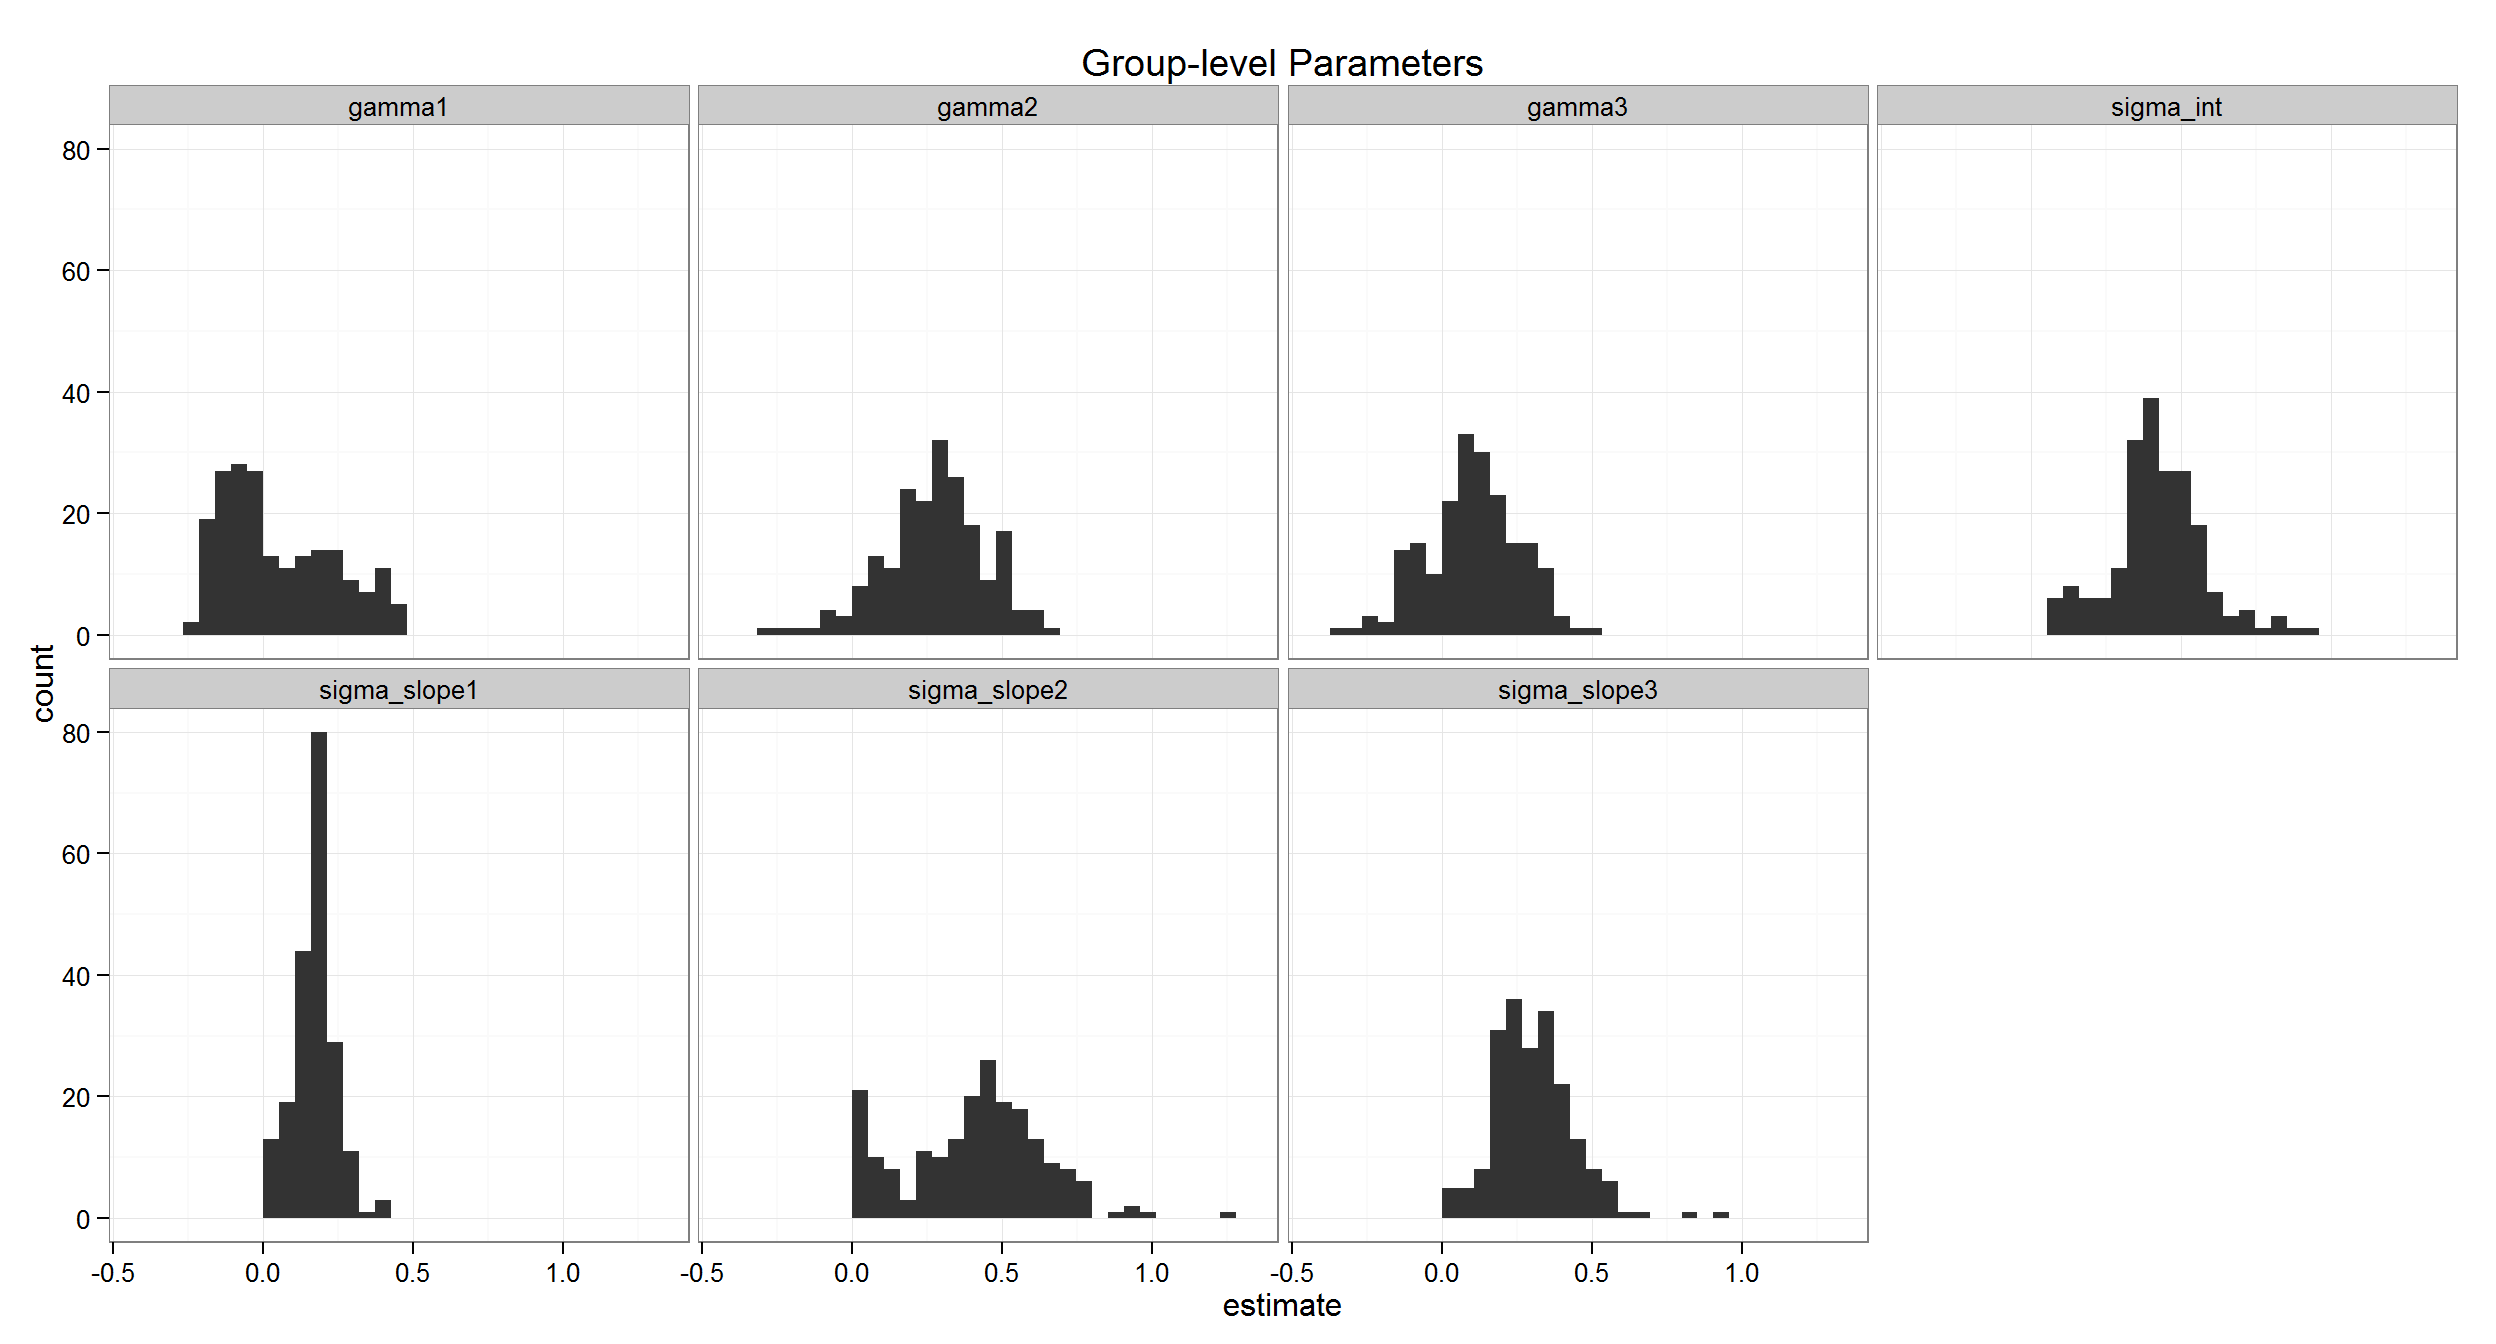 Group-level Parameters
gamma1 gamma2 gamma3 sigma_int
80
60
40
20
0
count
sigma_slope1 sigma_slope2 sigma_slope3
80
60
40
20
0
-0.5 0.0 0.5 1.0 -0.5 0.0 0.5 1.0 -0.5 0.0 0.5 1.0
estimate